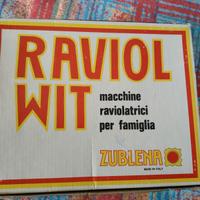 RAVIOL
WIT
macchine
raviolatrici
per famiglia
ZUBLENA
MADE IN ITALY